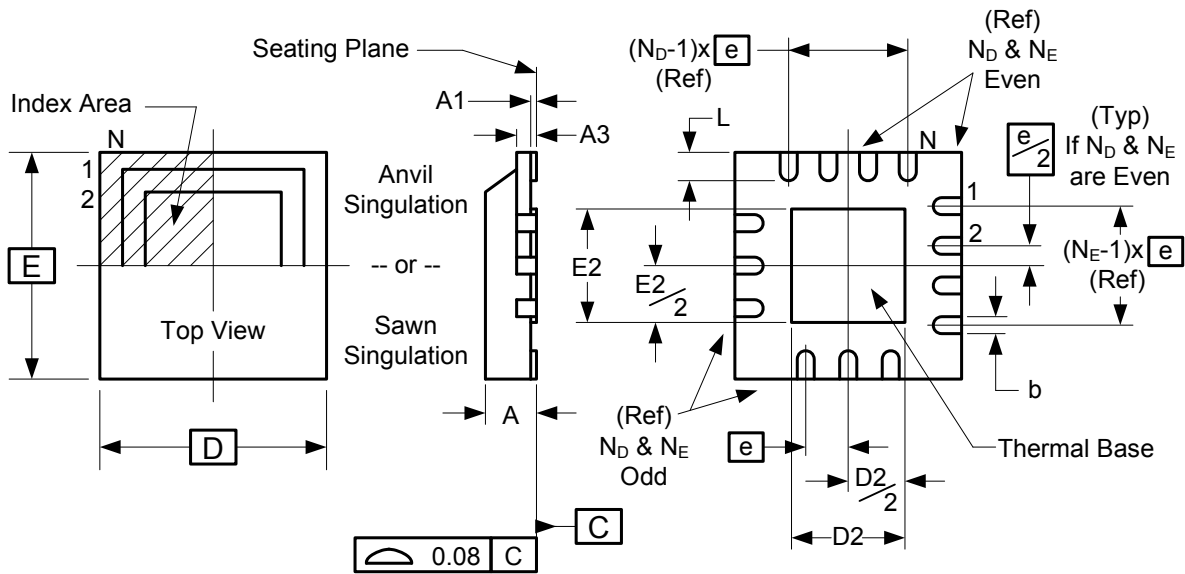 Seating Plane
Index Area
N
1
2
E
Top View
D
A1
A3
Anvil
Singulation
-- or --
Sawn
Singulation
A
C
0.08 C
(N_D-1)x e
(Ref)
L
(Ref)
N_D & N_E
Even
N
e/2
(Typ)
If N_D & N_E
are Even
1
2
(N_E-1)x e
(Ref)
E2
E2/2
b
(Ref)
N_D & N_E
Odd
e
Thermal Base
D2/2
D2